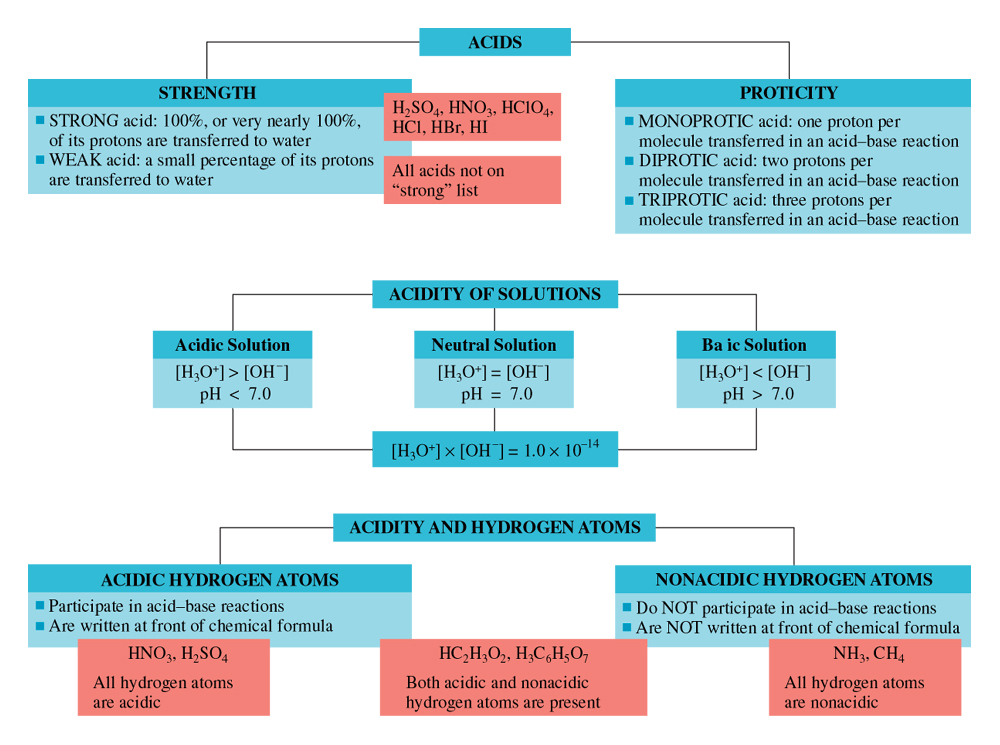 ACIDS
STRENGTH
■ STRONG acid: 100%, or very nearly 100%,
of its protons are transferred to water
■ WEAK acid: a small percentage of its protons
are transferred to water
H₂SO₄, HNO₃, HClO₄,
HCl, HBr, HI
All acids not on
“strong” list
PROTICITY
■ MONOPROTIC acid: one proton per
molecule transferred in an acid–base reaction
■ DIPROTIC acid: two protons per
molecule transferred in an acid–base reaction
■ TRIPROTIC acid: three protons per
molecule transferred in an acid–base reaction
ACIDITY OF SOLUTIONS
Acidic Solution
[H₃O⁺] > [OH⁻]
pH < 7.0
Neutral Solution
[H₃O⁺] = [OH⁻]
pH = 7.0
Ba ic Solution
[H₃O⁺] < [OH⁻]
pH > 7.0
[H₃O⁺] × [OH⁻] = 1.0 × 10⁻¹⁴
ACIDITY AND HYDROGEN ATOMS
ACIDIC HYDROGEN ATOMS
■ Participate in acid–base reactions
■ Are written at front of chemical formula
HNO₃, H₂SO₄
All hydrogen atoms
are acidic
HC₂H₃O₂, H₃C₆H₅O₇
Both acidic and nonacidic
hydrogen atoms are present
NONACIDIC HYDROGEN ATOMS
■ Do NOT participate in acid–base reactions
■ Are NOT written at front of chemical formula
NH₃, CH₄
All hydrogen atoms
are nonacidic